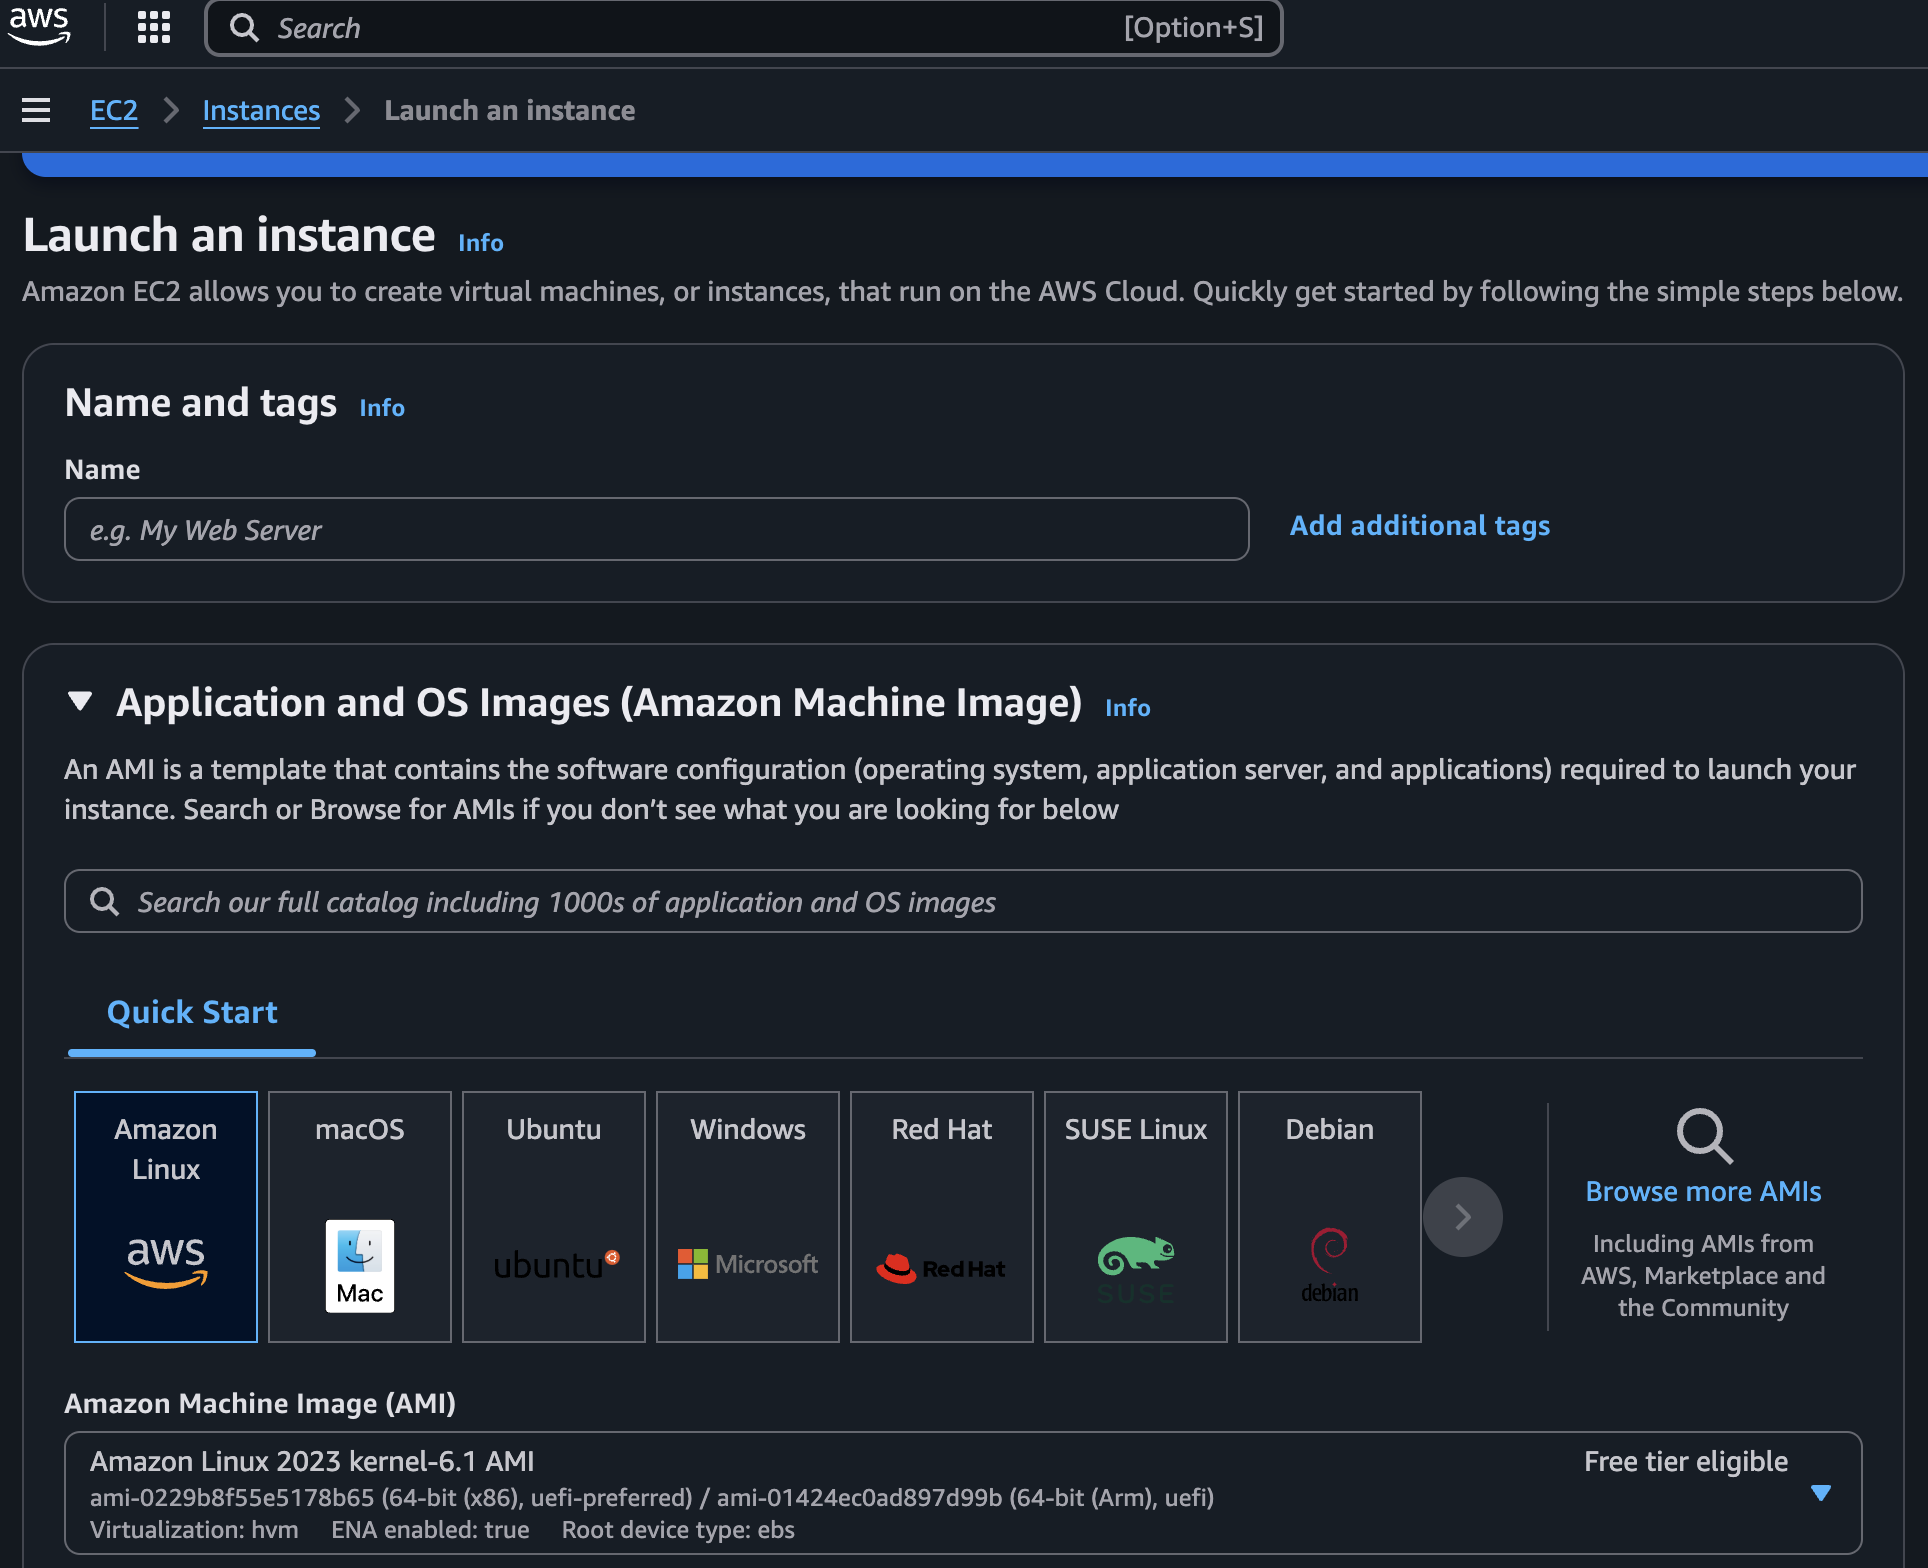 aws
Search
[Option+S]
EC2
Instances
Launch an instance
Launch an instance
Info
Amazon EC2 allows you to create virtual machines, or instances, that run on the AWS Cloud. Quickly get started by following the simple steps below.
Name and tags
Info
Name
e.g. My Web Server
Add additional tags
Application and OS Images (Amazon Machine Image)
Info
An AMI is a template that contains the software configuration (operating system, application server, and applications) required to launch your
instance. Search or Browse for AMIs if you don’t see what you are looking for below
Search our full catalog including 1000s of application and OS images
Quick Start
Amazon
Linux
aws
macOS
Mac
Ubuntu
ubuntu
Windows
Microsoft
Red Hat
Red Hat
SUSE Linux
SUSE
Debian
debian
Browse more AMIs
Including AMIs from
AWS, Marketplace and
the Community
Amazon Machine Image (AMI)
Amazon Linux 2023 kernel-6.1 AMI
Free tier eligible
ami-0229b8f55e5178b65 (64-bit (x86), uefi-preferred) / ami-01424ec0ad897d99b (64-bit (Arm), uefi)
Virtualization: hvm ENA enabled: true Root device type: ebs